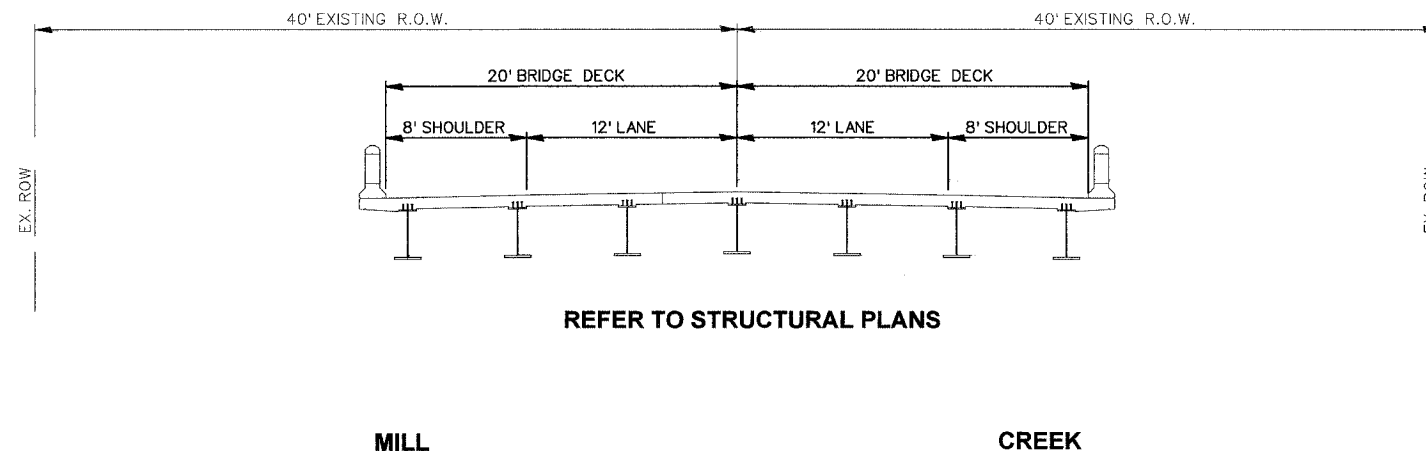 40' EXISTING R.O.W.
40' EXISTING R.O.W.
20' BRIDGE DECK
20' BRIDGE DECK
8' SHOULDER
12' LANE
12' LANE
8' SHOULDER
EX. ROW
REFER TO STRUCTURAL PLANS
MILL
CREEK